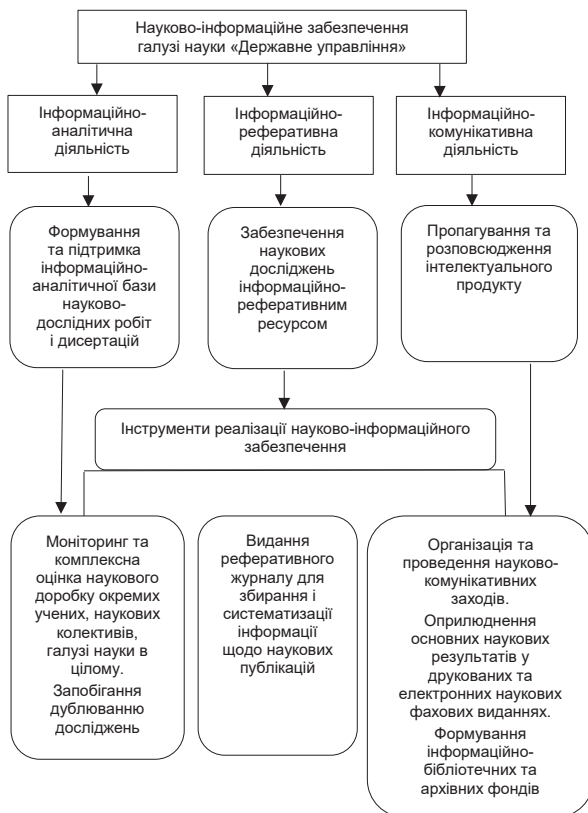 Науково-інформаційне забезпечення
галузі науки «Державне управління»
Інформаційно-
аналітична
діяльність
Інформаційно-
реферативна
діяльність
Інформаційно-
комунікативна
діяльність
Формування
та підтримка
інформаційно-
аналітичної бази
науково-
дослідних робіт
і дисертацій
Забезпечення
наукових
досліджень
інформаційно-
реферативним
ресурсом
Пропагування та
розповсюдження
інтелектуального
продукту
Інструменти реалізації науково-інформаційного
забезпечення
Моніторинг та
комплексна
оцінка наукового
доробку окремих
учених, наукових
колективів,
галузі науки в
цілому.
Запобігання
дублюванню
досліджень
Видання
реферативного
журналу для
збирання і
систематизації
інформації
щодо наукових
публікацій
Організація та
проведення науково-
комунікативних
заходів.
Оприлюднення
основних наукових
результатів у
друкованих та
електронних наукових
фахових виданнях.
Формування
інформаційно-
бібліотечних та
архівних фондів